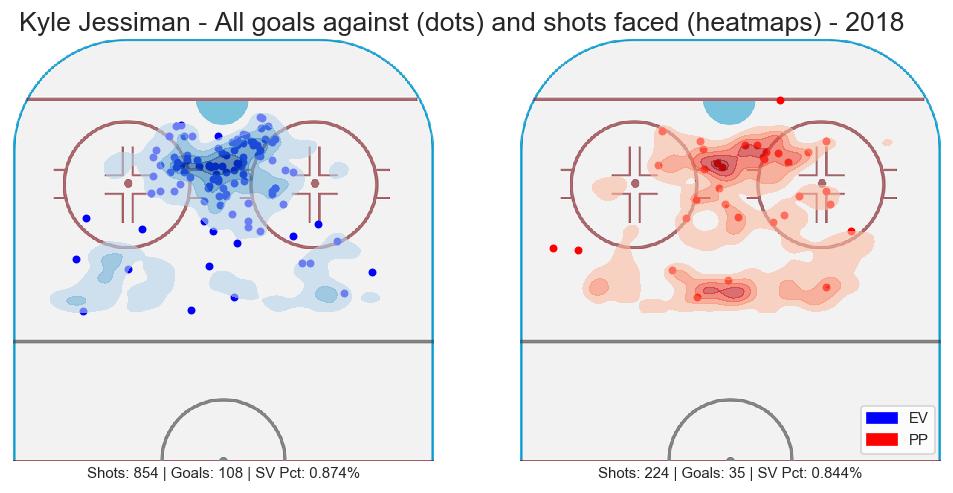 Kyle Jessiman - All goals against (dots) and shots faced (heatmaps) - 2018
EV
PP
Shots: 854 | Goals: 108 | SV Pct: 0.874%
Shots: 224 | Goals: 35 | SV Pct: 0.844%